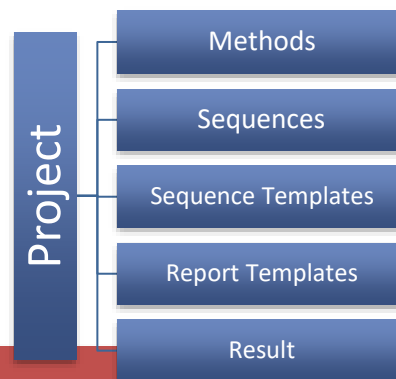 Project
Methods
Sequences
Sequence Templates
Report Templates
Result